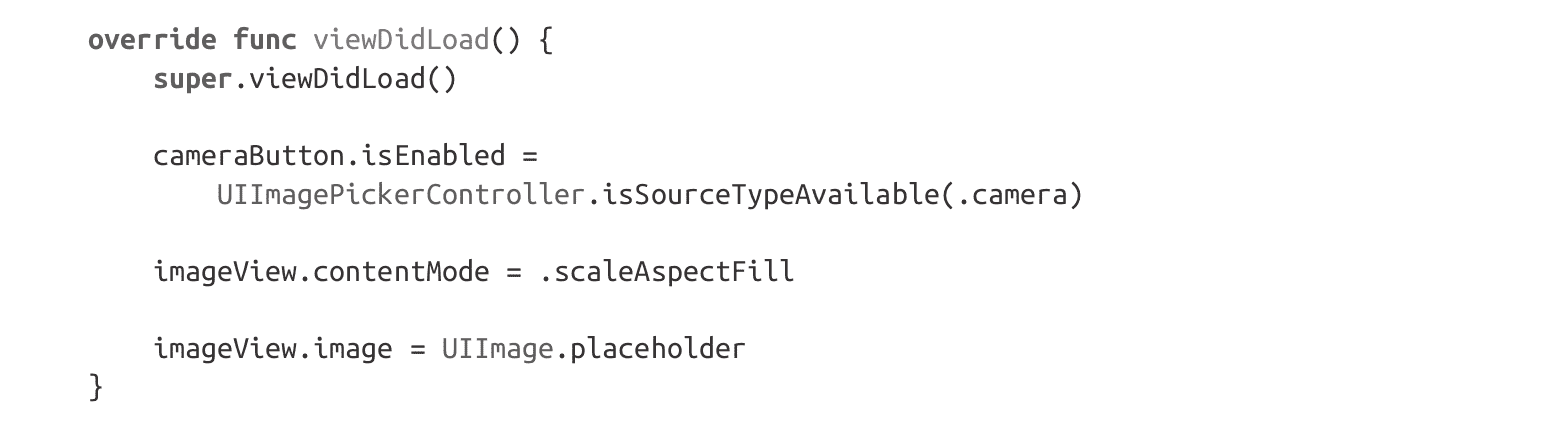 override func viewDidLoad() {
    super.viewDidLoad()
    cameraButton.isEnabled =
        UIImagePickerController.isSourceTypeAvailable(.camera)
    imageView.contentMode = .scaleAspectFill
    imageView.image = UIImage.placeholder
}